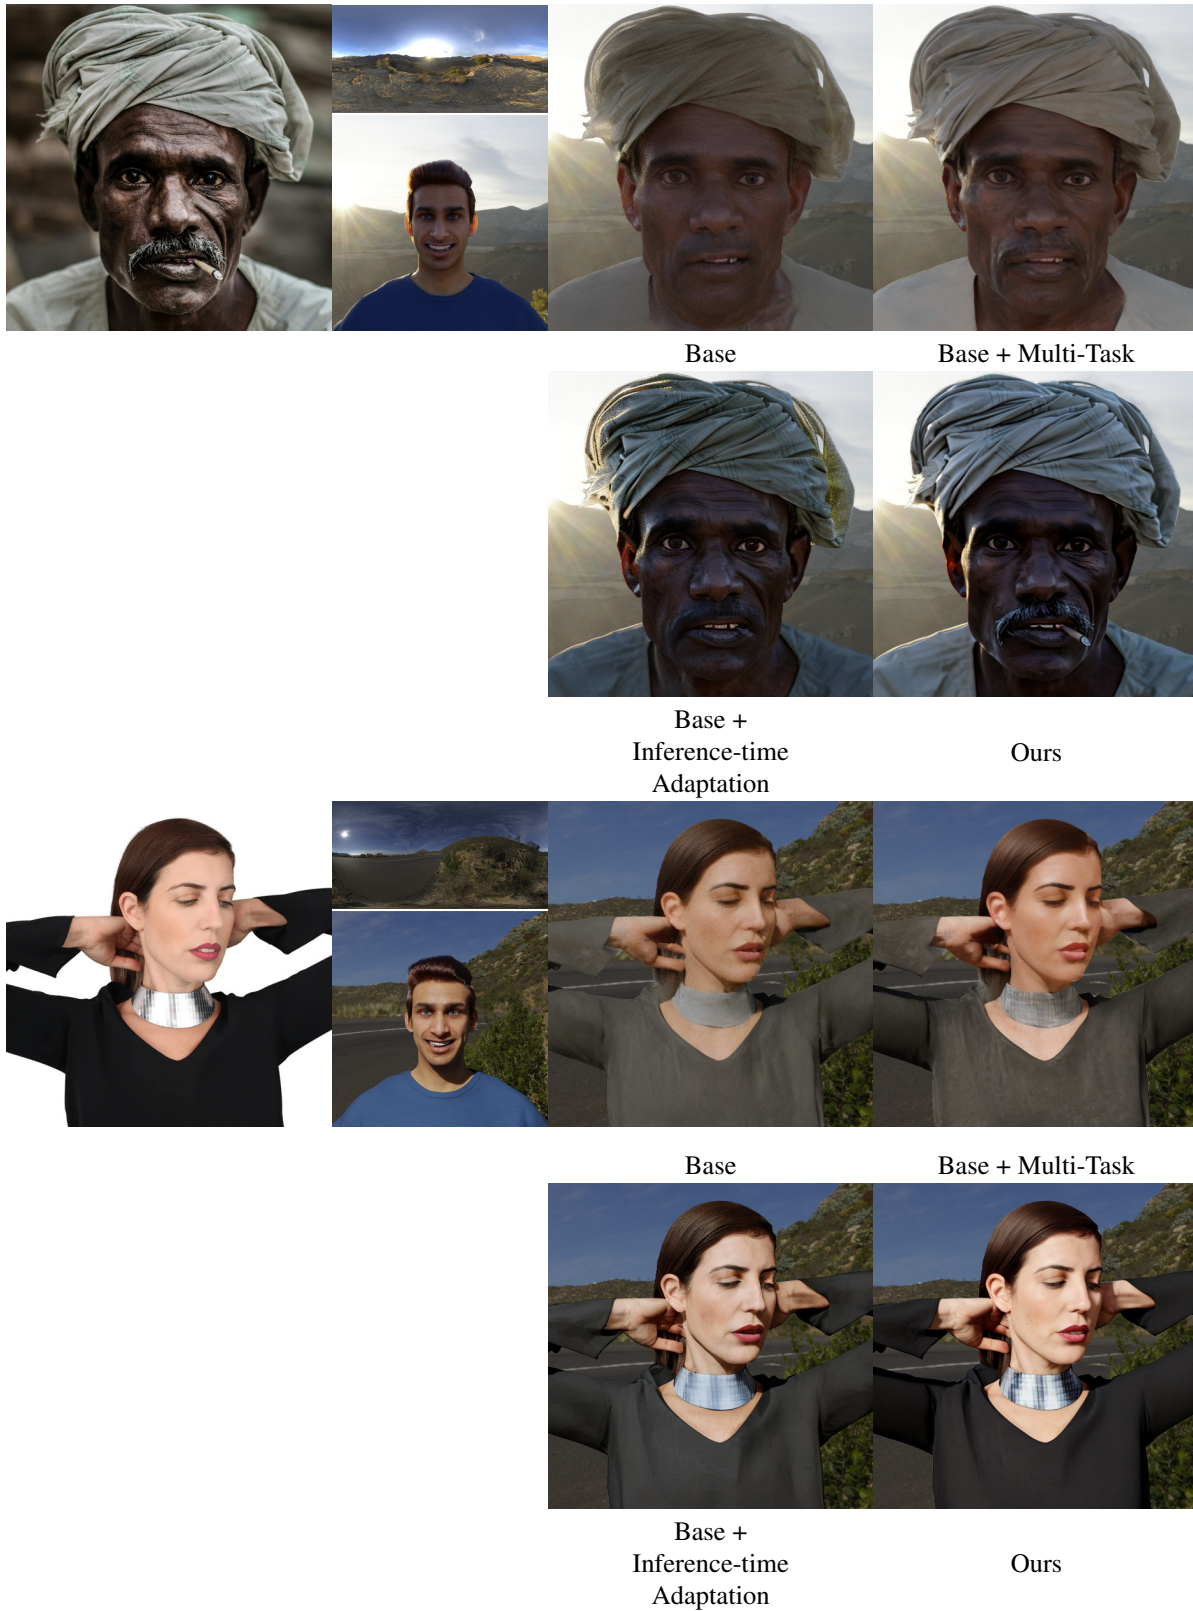 Base
Base + Multi-Task
Base +
Inference-time
Adaptation
Ours
Base
Base + Multi-Task
Base +
Inference-time
Adaptation
Ours